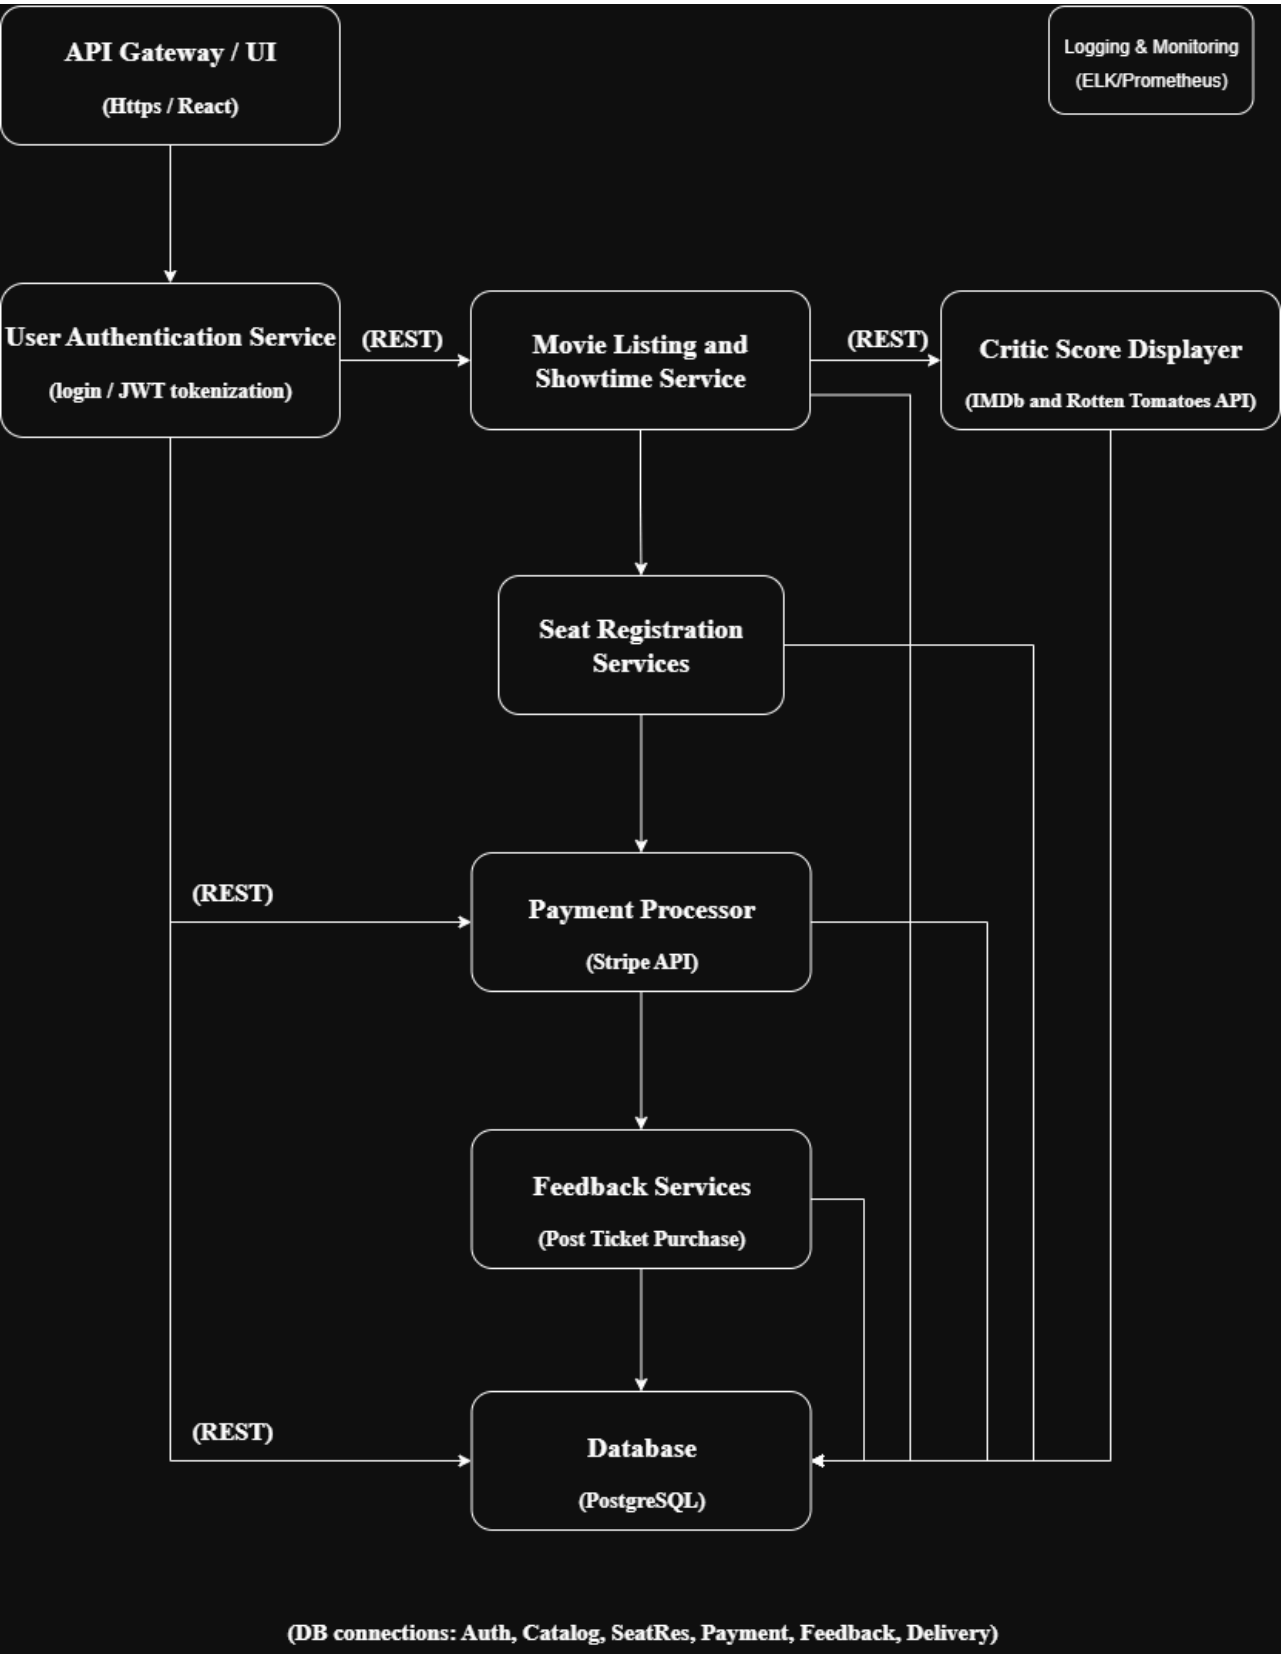 API Gateway / UI
(Https / React)
Logging & Monitoring
(ELK/Prometheus)
User Authentication Service
(login / JWT tokenization)
(REST)
Movie Listing and
Showtime Service
(REST)
Critic Score Displayer
(IMDb and Rotten Tomatoes API)
Seat Registration
Services
(REST)
Payment Processor
(Stripe API)
Feedback Services
(Post Ticket Purchase)
(REST)
Database
(PostgreSQL)
(DB connections: Auth, Catalog, SeatRes, Payment, Feedback, Delivery)